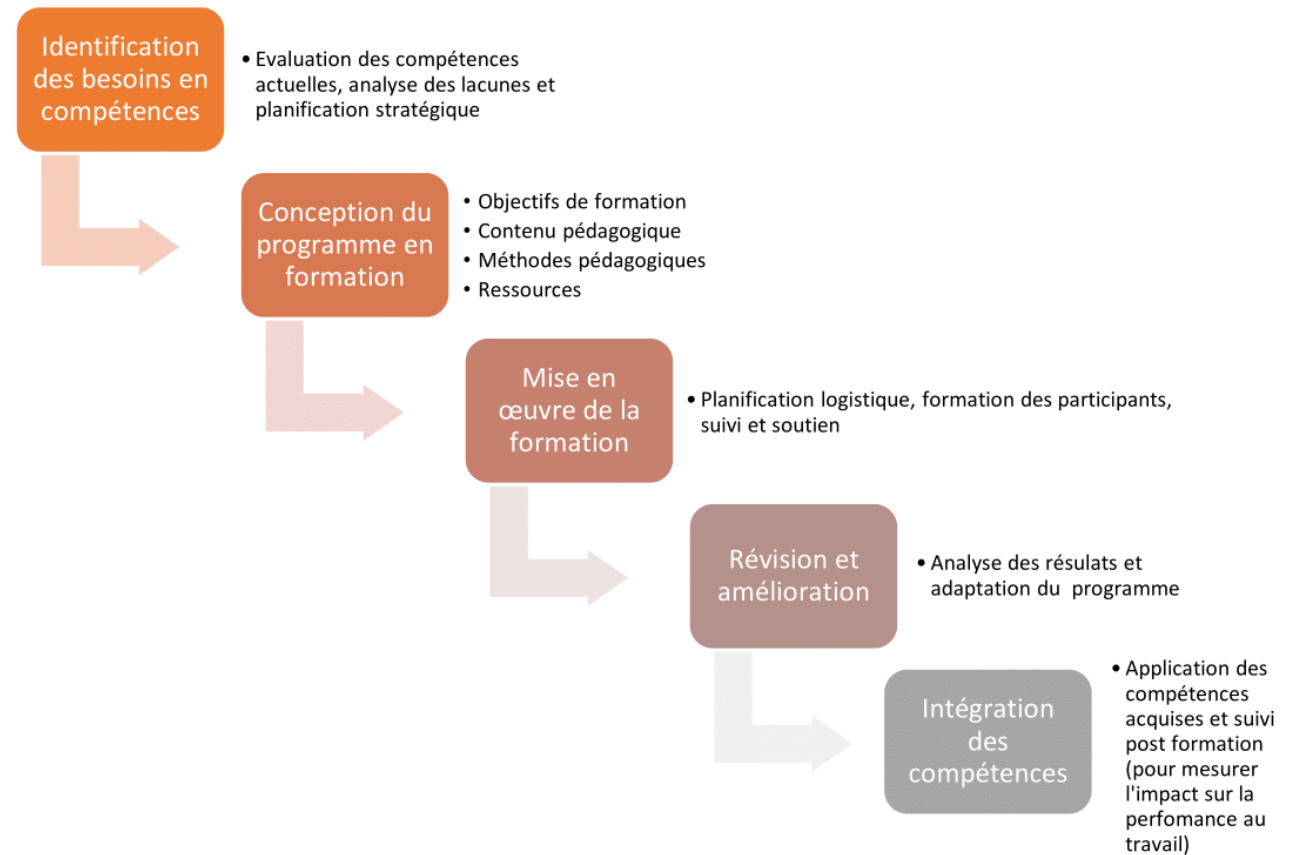 Identification
des besoins en
compétences
• Evaluation des compétences
actuelles, analyse des lacunes et
planification stratégique
Conception du
programme en
formation
• Objectifs de formation
• Contenu pédagogique
• Méthodes pédagogiques
• Ressources
Mise en
œuvre de la
formation
• Planification logistique, formation des participants,
suivi et soutien
Révision et
amélioration
• Analyse des résulats et
adaptation du  programme
Intégration
des
compétences
• Application des
compétences
acquises et suivi
post formation
(pour mesurer
l'impact sur la
perfomance au
travail)